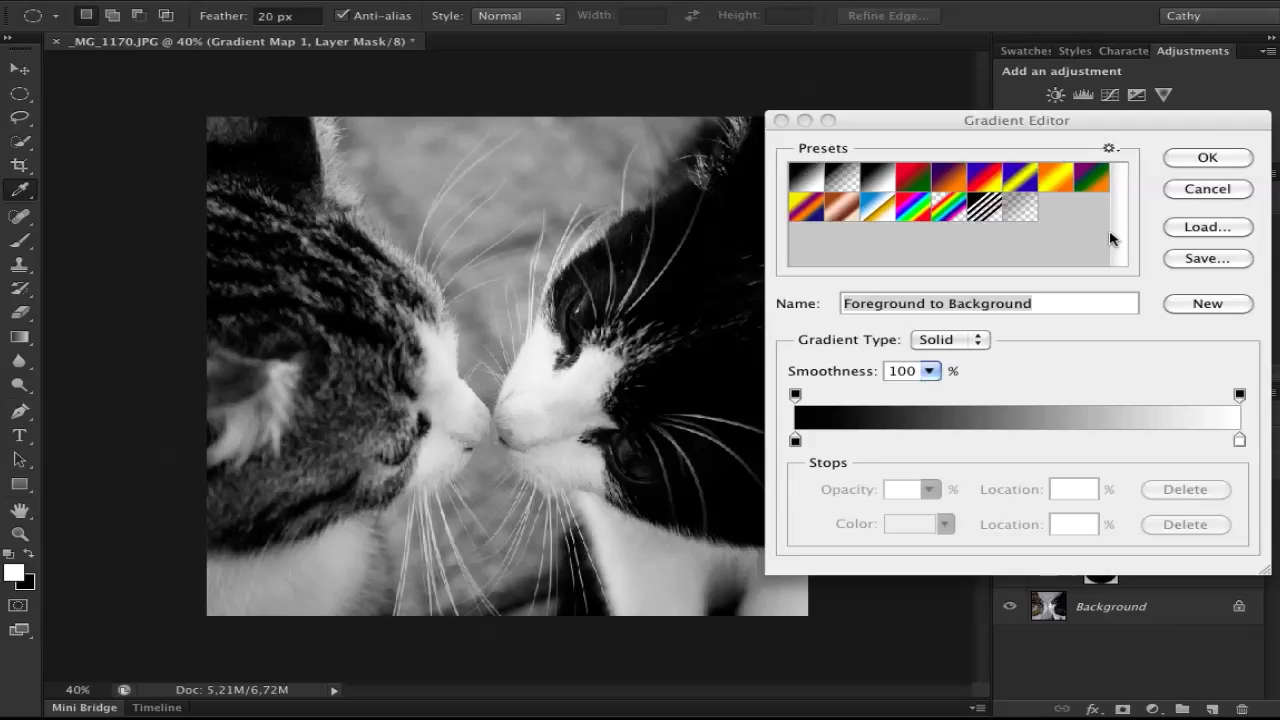 Feather: 20 px Anti-alias Style: Normal Width: Height: Refine Edge... Cathy
× _MG_1170.JPG @ 40% (Gradient Map 1, Layer Mask/8) *
Swatches Styles Characte Adjustments
Add an adjustment
Gradient Editor
Presets
OK
Cancel
Load...
Save...
Name: Foreground to Background New
Gradient Type: Solid
Smoothness: 100 %
Stops
Opacity: % Location: % Delete
Color: Location: % Delete
Background
40% Doc: 5,21M/6,72M
Mini Bridge Timeline
fx